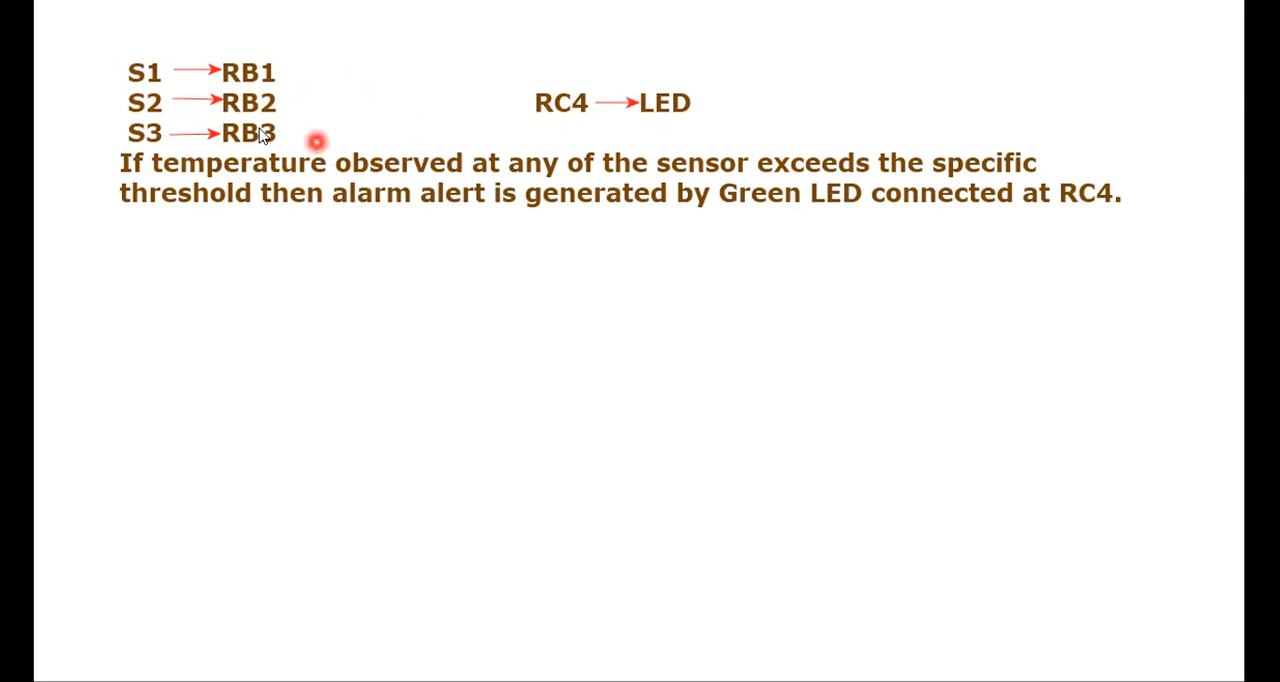 S1 → RB1
S2 → RB2 RC4 → LED
S3 → RB3
If temperature observed at any of the sensor exceeds the specific
threshold then alarm alert is generated by Green LED connected at RC4.